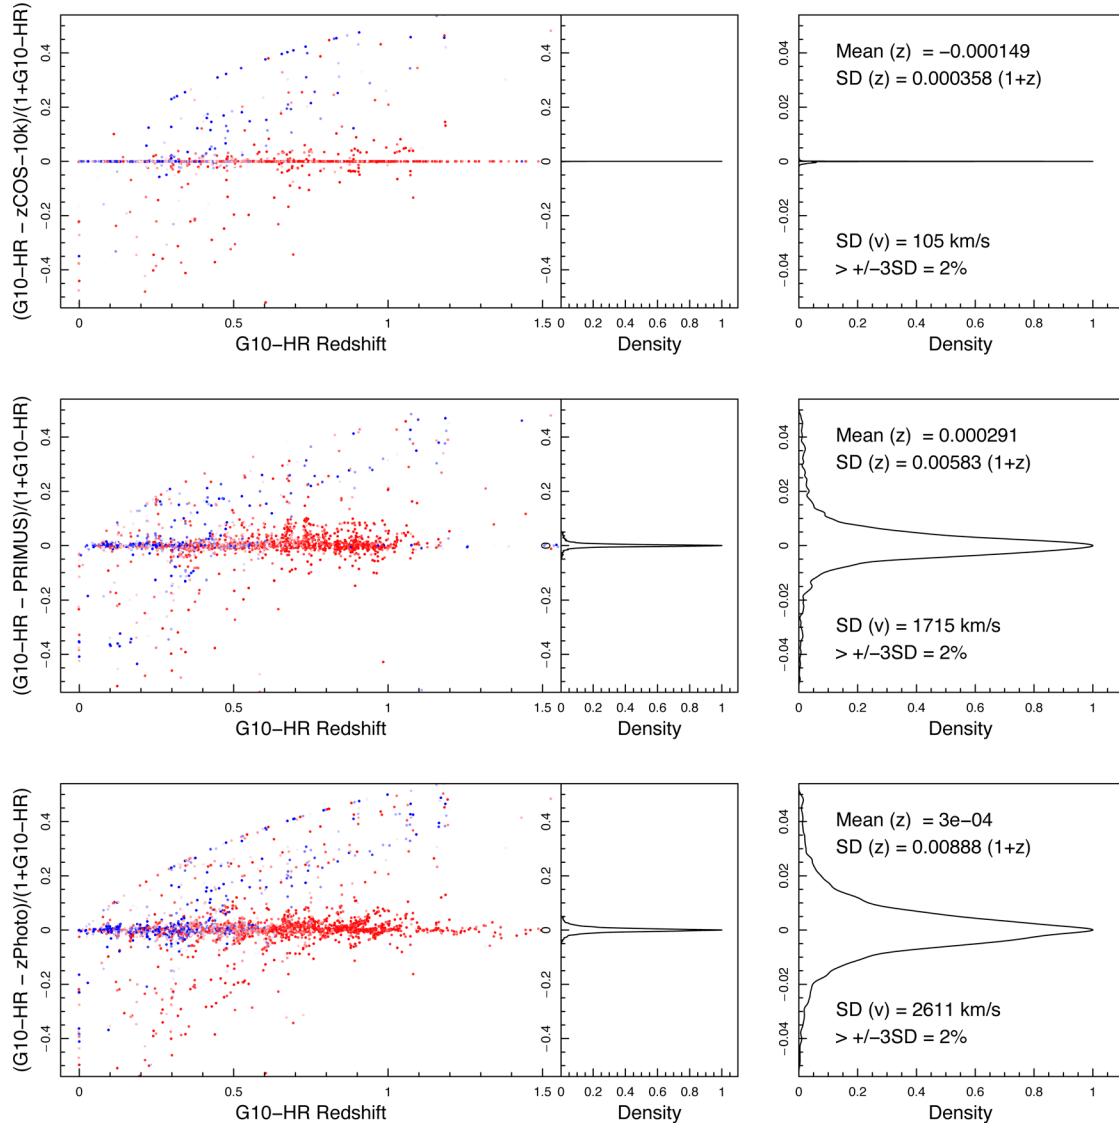 (G10−HR − zCOS−10k)/(1+G10−HR)
−0.4 −0.2 0 0.2 0.4
0 0.5 1 1.5
G10−HR Redshift
−0.4 −0.2 0 0.2 0.4
0 0.2 0.4 0.6 0.8 1
Density
−0.04 −0.02 0 0.02 0.04
Mean (z) = −0.000149
SD (z) = 0.000358 (1+z)
SD (v) = 105 km/s
> +/−3SD = 2%
0 0.2 0.4 0.6 0.8 1
Density
(G10−HR − PRIMUS)/(1+G10−HR)
−0.4 −0.2 0 0.2 0.4
0 0.5 1 1.5
G10−HR Redshift
−0.4 −0.2 0 0.2 0.4
0 0.2 0.4 0.6 0.8 1
Density
−0.04 −0.02 0 0.02 0.04
Mean (z) = 0.000291
SD (z) = 0.00583 (1+z)
SD (v) = 1715 km/s
> +/−3SD = 2%
0 0.2 0.4 0.6 0.8 1
Density
(G10−HR − zPhoto)/(1+G10−HR)
−0.4 −0.2 0 0.2 0.4
0 0.5 1 1.5
G10−HR Redshift
−0.4 −0.2 0 0.2 0.4
0 0.2 0.4 0.6 0.8 1
Density
−0.04 −0.02 0 0.02 0.04
Mean (z) = 3e−04
SD (z) = 0.00888 (1+z)
SD (v) = 2611 km/s
> +/−3SD = 2%
0 0.2 0.4 0.6 0.8 1
Density